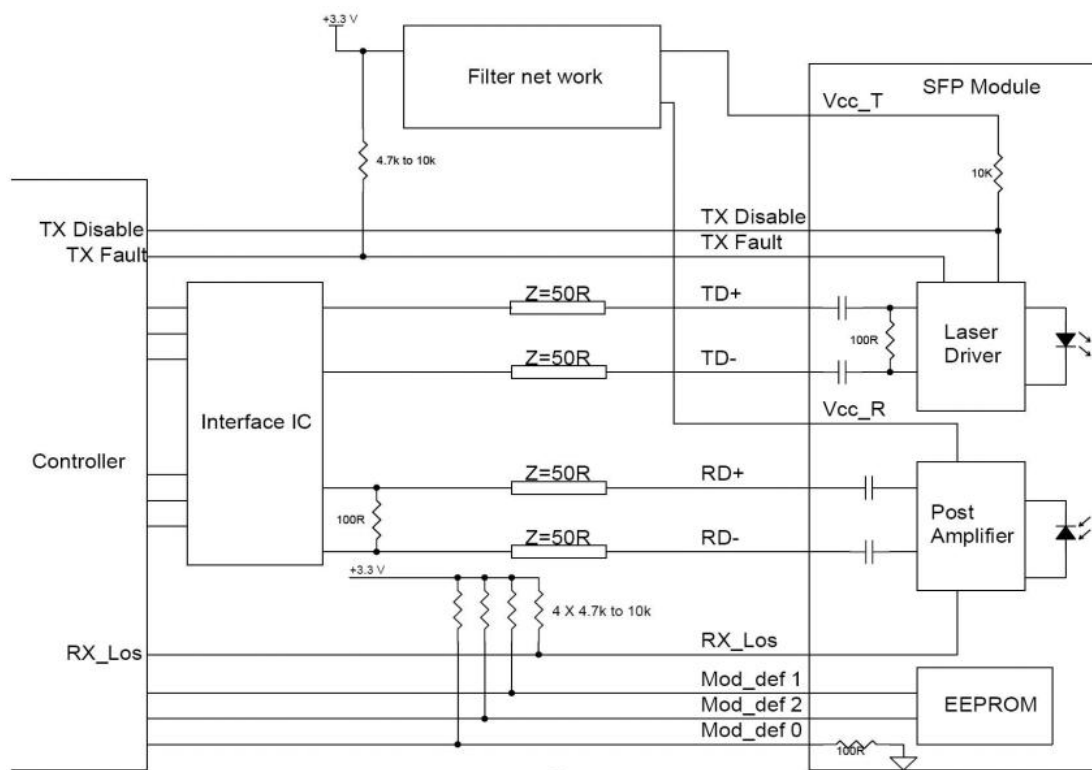 +3.3 V
Filter net work
SFP Module
Vcc_T
4.7k to 10k
10K
TX Disable
TX Disable
TX Fault
TX Fault
Z=50R
TD+
Laser
Driver
100R
Z=50R
TD-
Vcc_R
Interface IC
Controller
Z=50R
RD+
Post
Amplifier
100R
Z=50R
RD-
+3.3 V
4 X 4.7k to 10k
RX_Los
RX_Los
Mod_def 1
Mod_def 2
EEPROM
Mod_def 0
100R